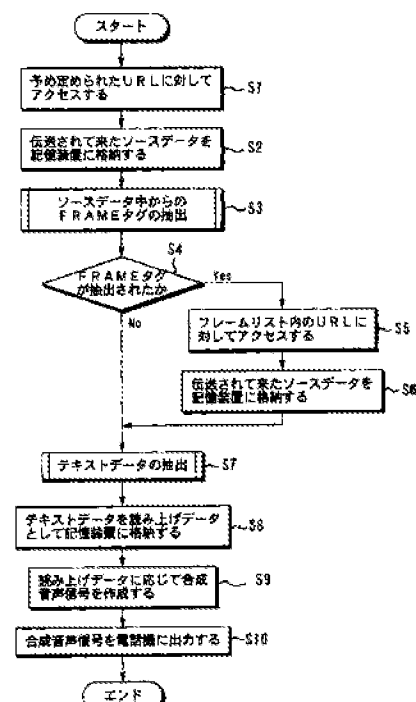 スタート
予め定められたURLに対して
アクセスする
S1
伝送されて来たソースデータを
記憶装置に格納する
S2
ソースデータ中からの
FRAMEタグの抽出
S3
S4
FRAMEタグ
が抽出されたか
Yes
No
フレームリスト内のURLに
対してアクセスする
S5
伝送されて来たソースデータを
記憶装置に格納する
S6
テキストデータの抽出
S7
テキストデータを読み上げデータ
として記憶装置に格納する
S8
読み上げデータに応じて合成
音声信号を作成する
S9
合成音声信号を電話機に出力する
S10
エンド